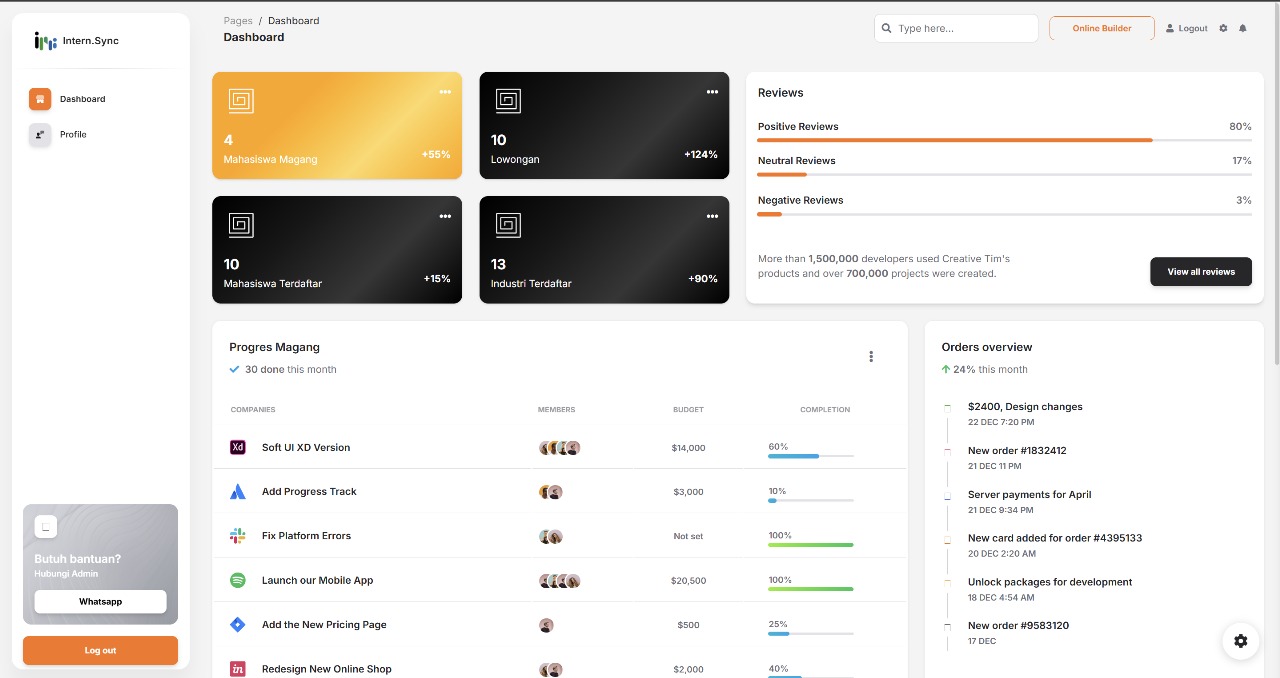 Intern.Sync
Dashboard
Profile
Butuh bantuan?
Hubungi Admin
Whatsapp
Log out
Pages / Dashboard
Dashboard
Type here...
Online Builder
Logout
4
Mahasiswa Magang
+55%
10
Lowongan
+124%
10
Mahasiswa Terdaftar
+15%
13
Industri Terdaftar
+90%
Reviews
Positive Reviews 80%
Neutral Reviews 17%
Negative Reviews 3%
More than 1,500,000 developers used Creative Tim's
products and over 700,000 projects were created.
View all reviews
Progres Magang
30 done this month
COMPANIES MEMBERS BUDGET COMPLETION
Xd Soft UI XD Version $14,000 60%
Add Progress Track $3,000 10%
Fix Platform Errors Not set 100%
Launch our Mobile App $20,500 100%
Add the New Pricing Page $500 25%
in Redesign New Online Shop $2,000 40%
Orders overview
24% this month
$2400, Design changes
22 DEC 7:20 PM
New order #1832412
21 DEC 11 PM
Server payments for April
21 DEC 9:34 PM
New card added for order #4395133
20 DEC 2:20 AM
Unlock packages for development
18 DEC 4:54 AM
New order #9583120
17 DEC